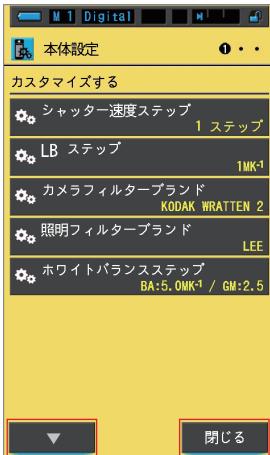 M 1 Digital
本体設定
❶・・
カスタマイズする
シャッター速度ステップ
1 ステップ
LB ステップ
1MK-1
カメラフィルターブランド
KODAK WRATTEN 2
照明フィルターブランド
LEE
ホワイトバランスステップ
BA:5.0MK-1 / GM:2.5
▼
閉じる